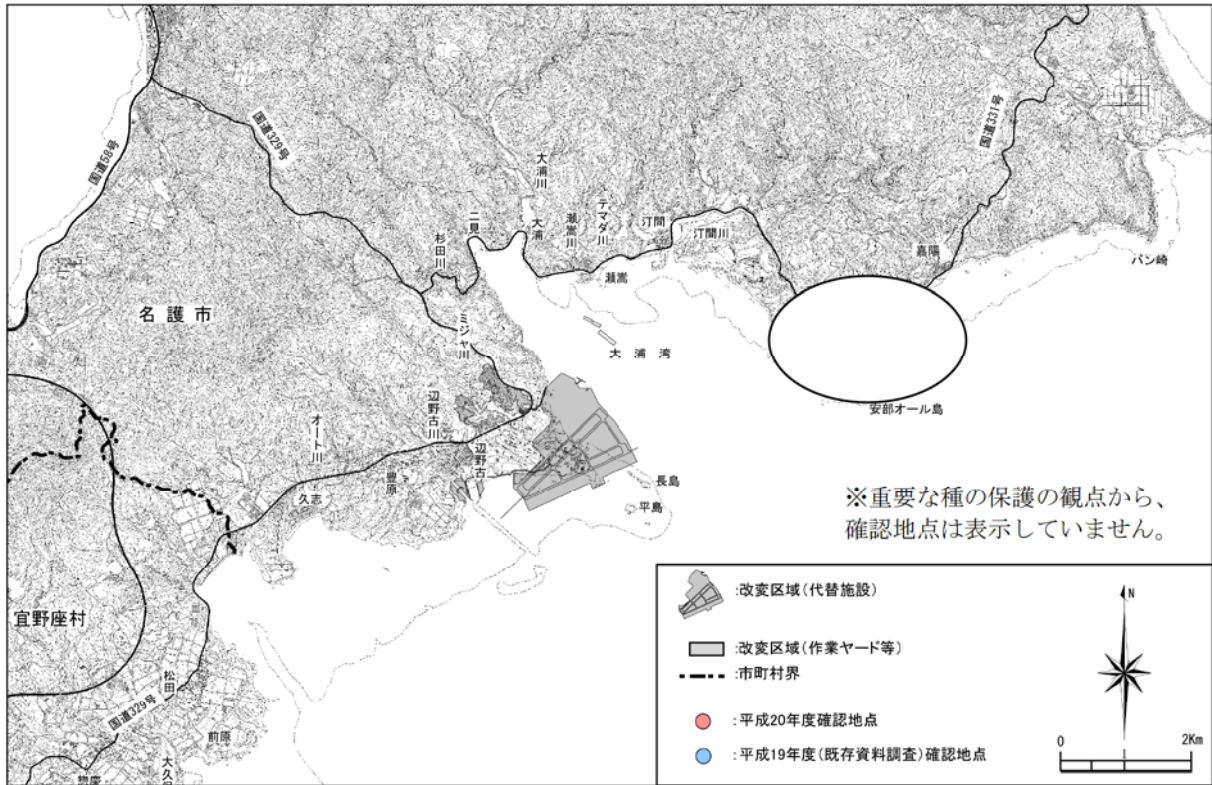 国道58号
国道329号
国道331号
大浦川
大浦
二見
杉田川
瀬嵩川
テマダ川
汀間
汀間川
嘉陽
バン崎
瀬嵩
名護市
ミジャ川
大浦湾
安部オール島
辺野古川
辺野古
オート川
豊原
久志
長島
平島
※重要な種の保護の観点から、
確認地点は表示していません。
宜野座村
松田
国道329号
前原
:改変区域(代替施設)
:改変区域(作業ヤード等)
:市町村界
:平成20年度確認地点
:平成19年度(既存資料調査)確認地点
N
0 1 2Km